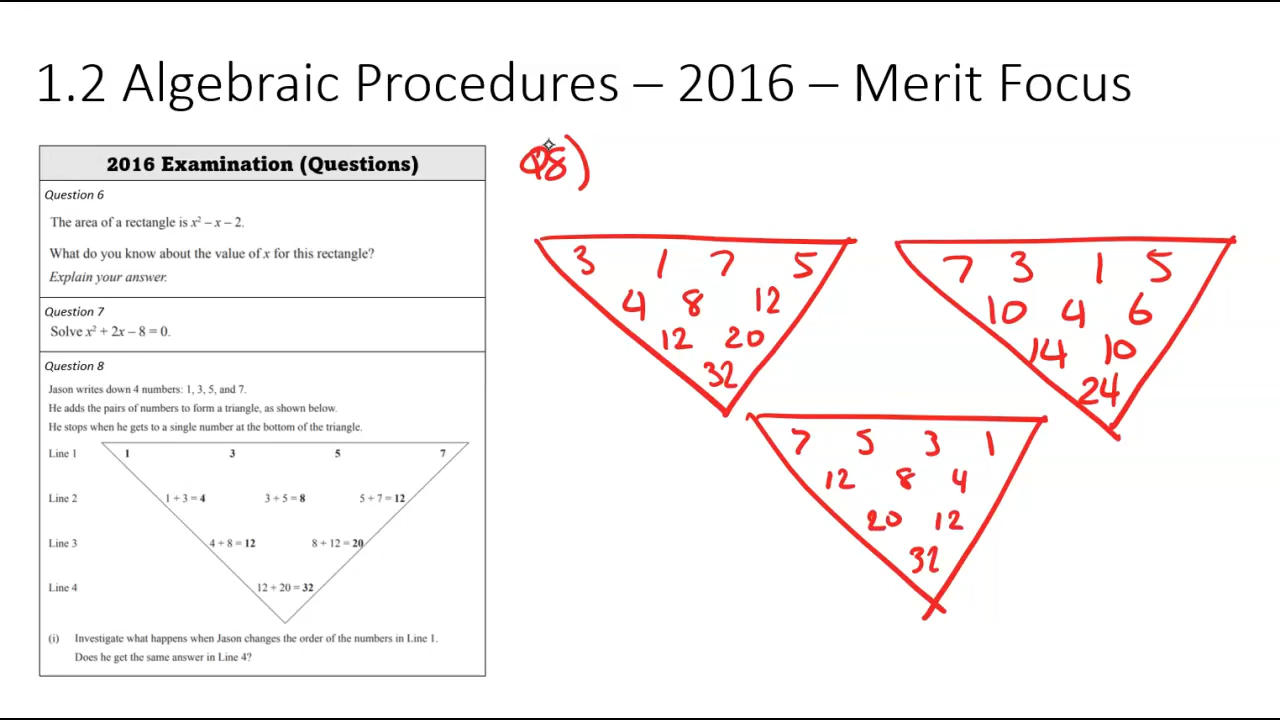 1.2 Algebraic Procedures – 2016 – Merit Focus
2016 Examination (Questions)
Question 6
The area of a rectangle is x² – x – 2.
What do you know about the value of x for this rectangle?
Explain your answer.
Question 7
Solve x² + 2x – 8 = 0.
Question 8
Jason writes down 4 numbers: 1, 3, 5, and 7.
He adds the pairs of numbers to form a triangle, as shown below.
He stops when he gets to a single number at the bottom of the triangle.
Line 1 1 3 5 7
Line 2 1 + 3 = 4 3 + 5 = 8 5 + 7 = 12
Line 3 4 + 8 = 12 8 + 12 = 20
Line 4 12 + 20 = 32
(i) Investigate what happens when Jason changes the order of the numbers in Line 1.
Does he get the same answer in Line 4?
Q8)
3 1 7 5
4 8 12
12 20
32
7 3 1 5
10 4 6
14 10
24
7 5 3 1
12 8 4
20 12
32